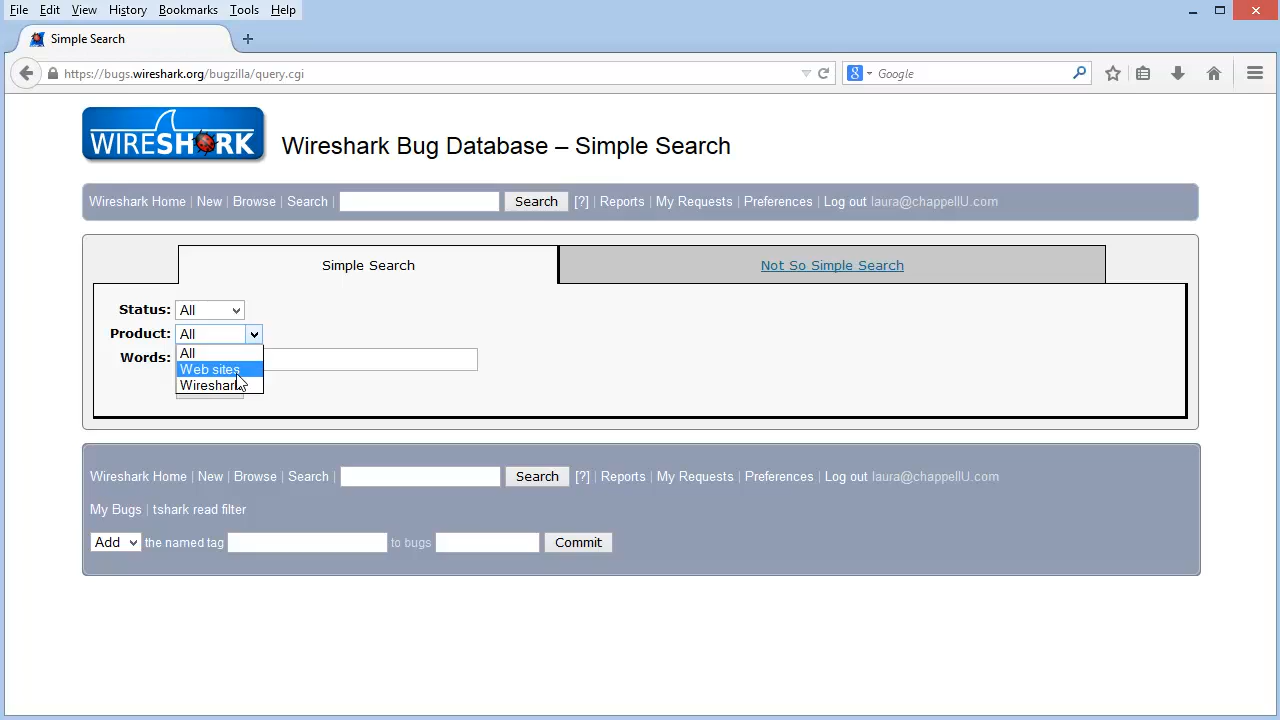 File Edit View History Bookmarks Tools Help
Simple Search
https://bugs.wireshark.org/bugzilla/query.cgi
Google
WIRESHARK
Wireshark Bug Database – Simple Search
Wireshark Home | New | Browse | Search | Search [?] | Reports | My Requests | Preferences | Log out laura@chappellU.com
Simple Search Not So Simple Search
Status: All
Product: All
All
Words:
Web sites
Wireshark
Wireshark Home | New | Browse | Search | Search [?] | Reports | My Requests | Preferences | Log out laura@chappellU.com
My Bugs | tshark read filter
Add the named tag to bugs Commit